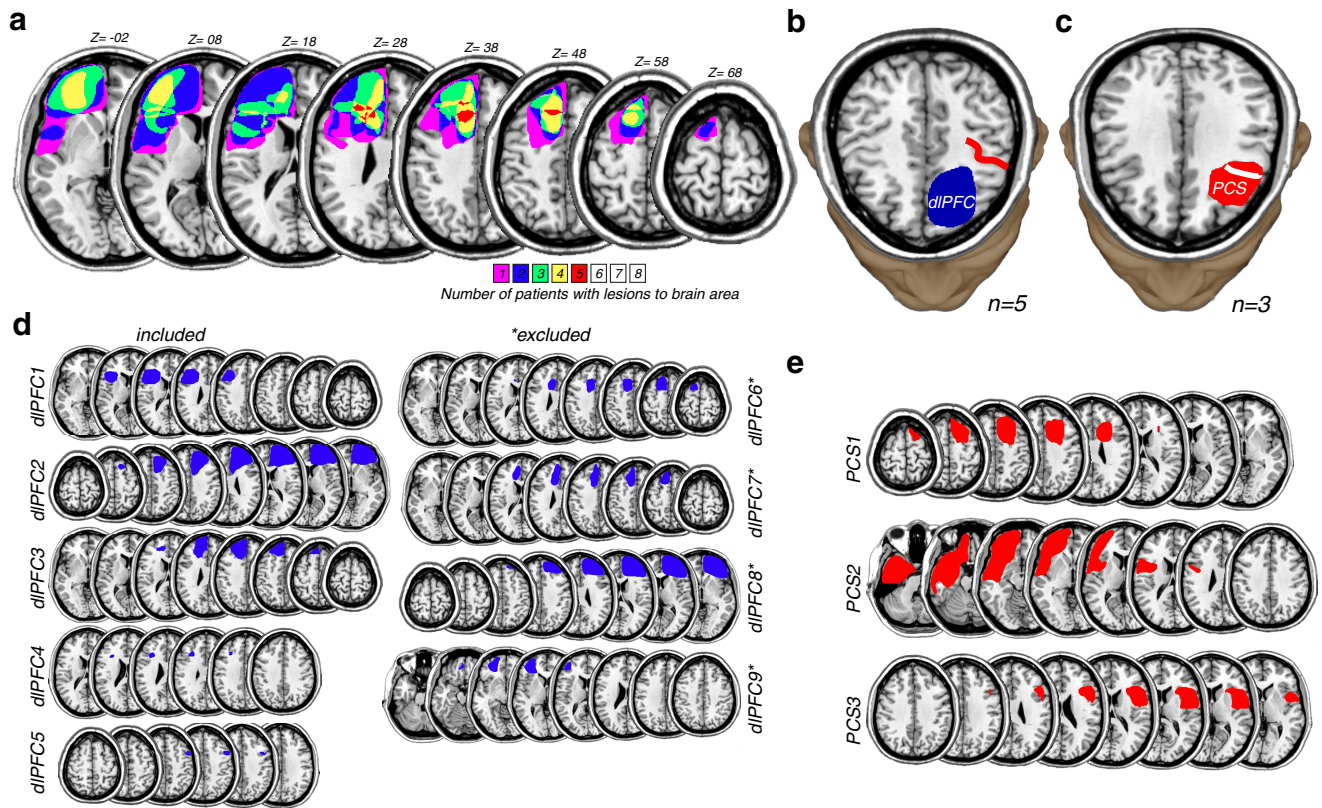 a
Z= -02
Z= 08
Z= 18
Z= 28
Z= 38
Z= 48
Z= 58
Z= 68
1 2 3 4 5 6 7 8
Number of patients with lesions to brain area
b
dlPFC
n=5
c
PCS
n=3
d
included
*excluded
dlPFC1
dlPFC2
dlPFC3
dlPFC4
dlPFC5
dlPFC6*
dlPFC7*
dlPFC8*
dlPFC9*
e
PCS1
PCS2
PCS3